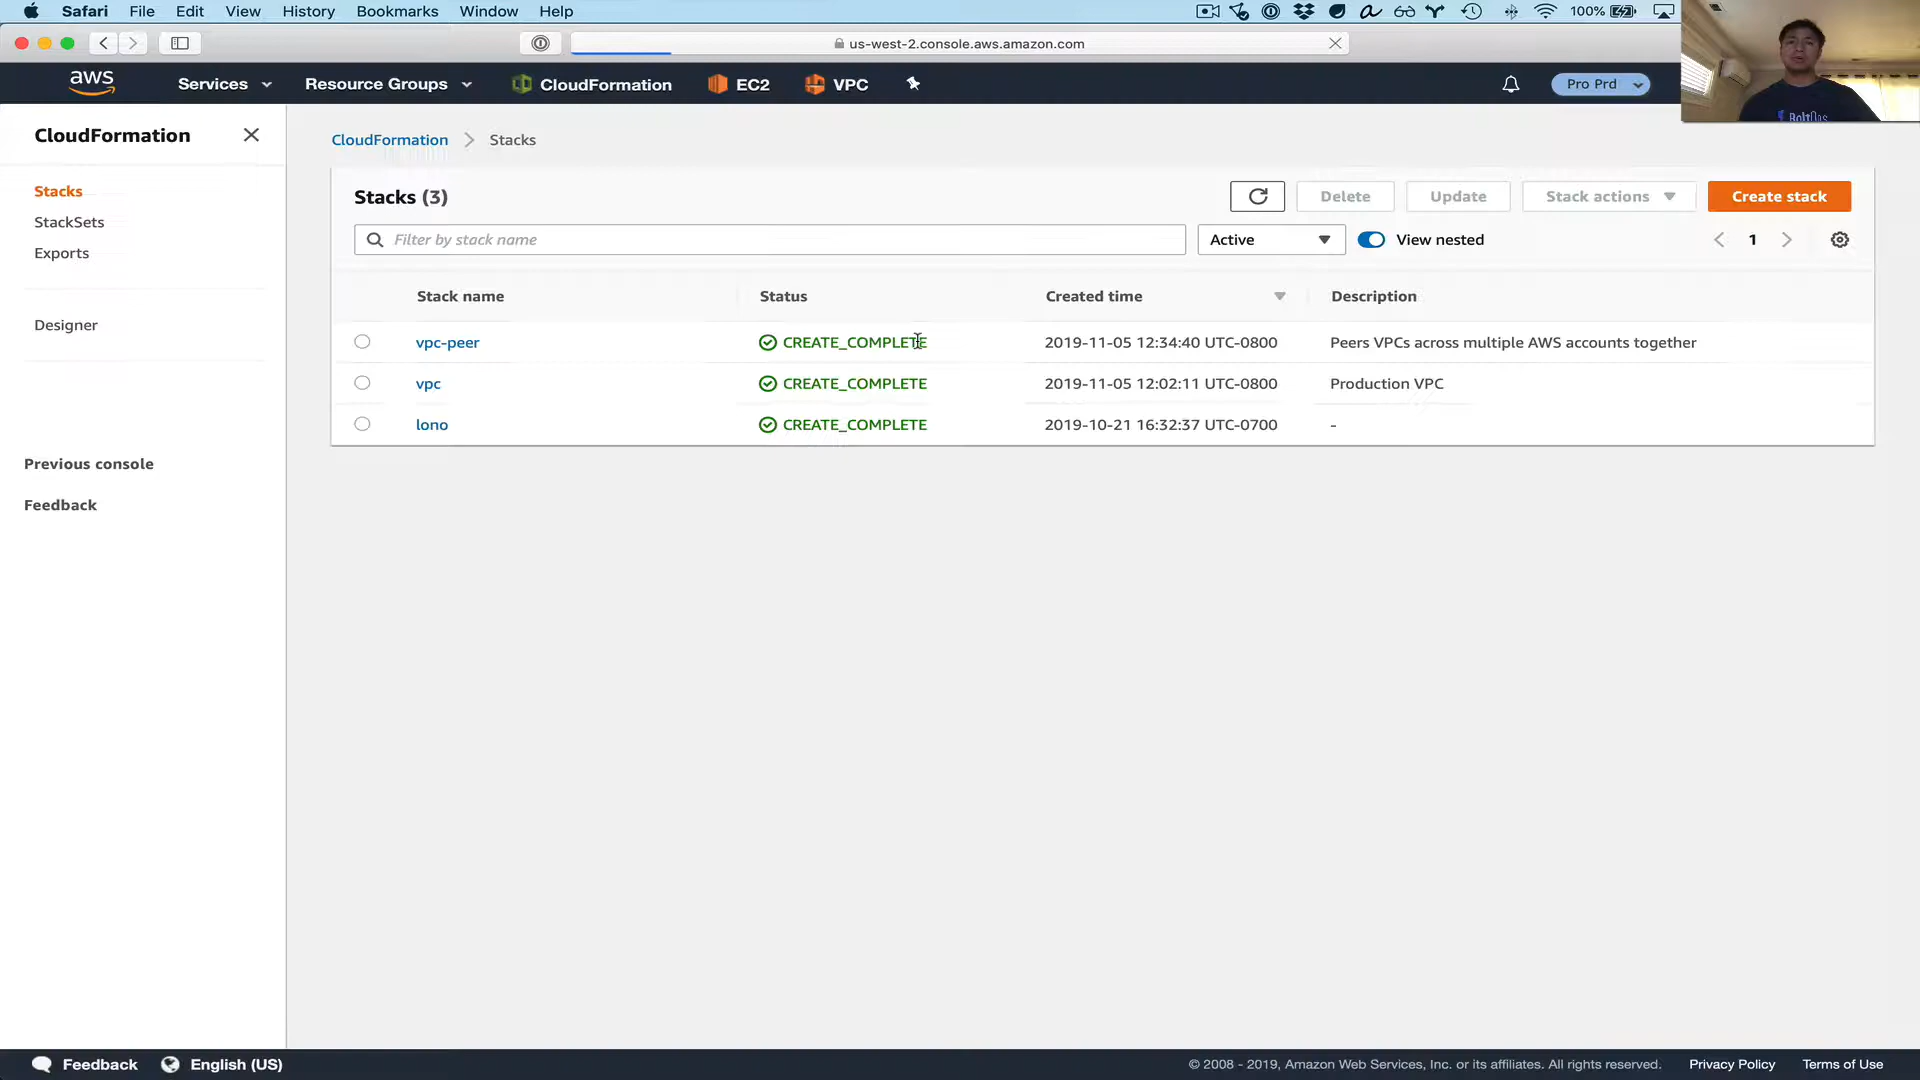 Safari File Edit View History Bookmarks Window Help 100%
us-west-2.console.aws.amazon.com
aws Services Resource Groups CloudFormation EC2 VPC Pro Prd
BoltOps
CloudFormation
Stacks
StackSets
Exports
Designer
Previous console
Feedback
CloudFormation > Stacks
Stacks (3) Delete Update Stack actions Create stack
Filter by stack name Active View nested 1
Stack name Status Created time Description
vpc-peer CREATE_COMPLETE 2019-11-05 12:34:40 UTC-0800 Peers VPCs across multiple AWS accounts together
vpc CREATE_COMPLETE 2019-11-05 12:02:11 UTC-0800 Production VPC
lono CREATE_COMPLETE 2019-10-21 16:32:37 UTC-0700 -
Feedback English (US) © 2008 - 2019, Amazon Web Services, Inc. or its affiliates. All rights reserved. Privacy Policy Terms of Use